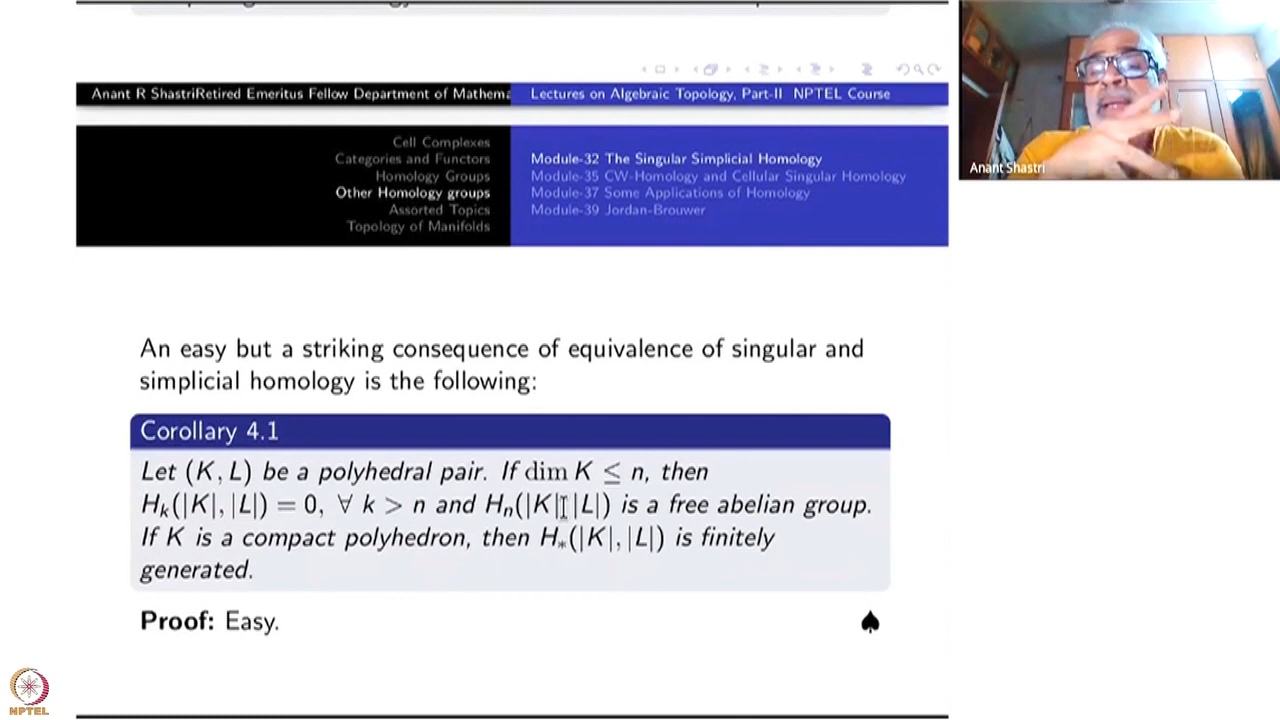 Anant R ShastriRetired Emeritus Fellow Department of Mathema
Lectures on Algebraic Topology, Part-II NPTEL Course
Cell Complexes
Categories and Functors
Homology Groups
Other Homology groups
Assorted Topics
Topology of Manifolds
Module-32 The Singular Simplicial Homology
Module-35 CW-Homology and Cellular Singular Homology
Module-37 Some Applications of Homology
Module-39 Jordan-Brouwer
Anant Shastri
An easy but a striking consequence of equivalence of singular and
simplicial homology is the following:
Corollary 4.1
Let (K, L) be a polyhedral pair. If dim K ≤ n, then
H_k(|K|, |L|) = 0, ∀ k > n and H_n(|K|, |L|) is a free abelian group.
If K is a compact polyhedron, then H_*(|K|, |L|) is finitely
generated.
Proof: Easy. ♠
NPTEL